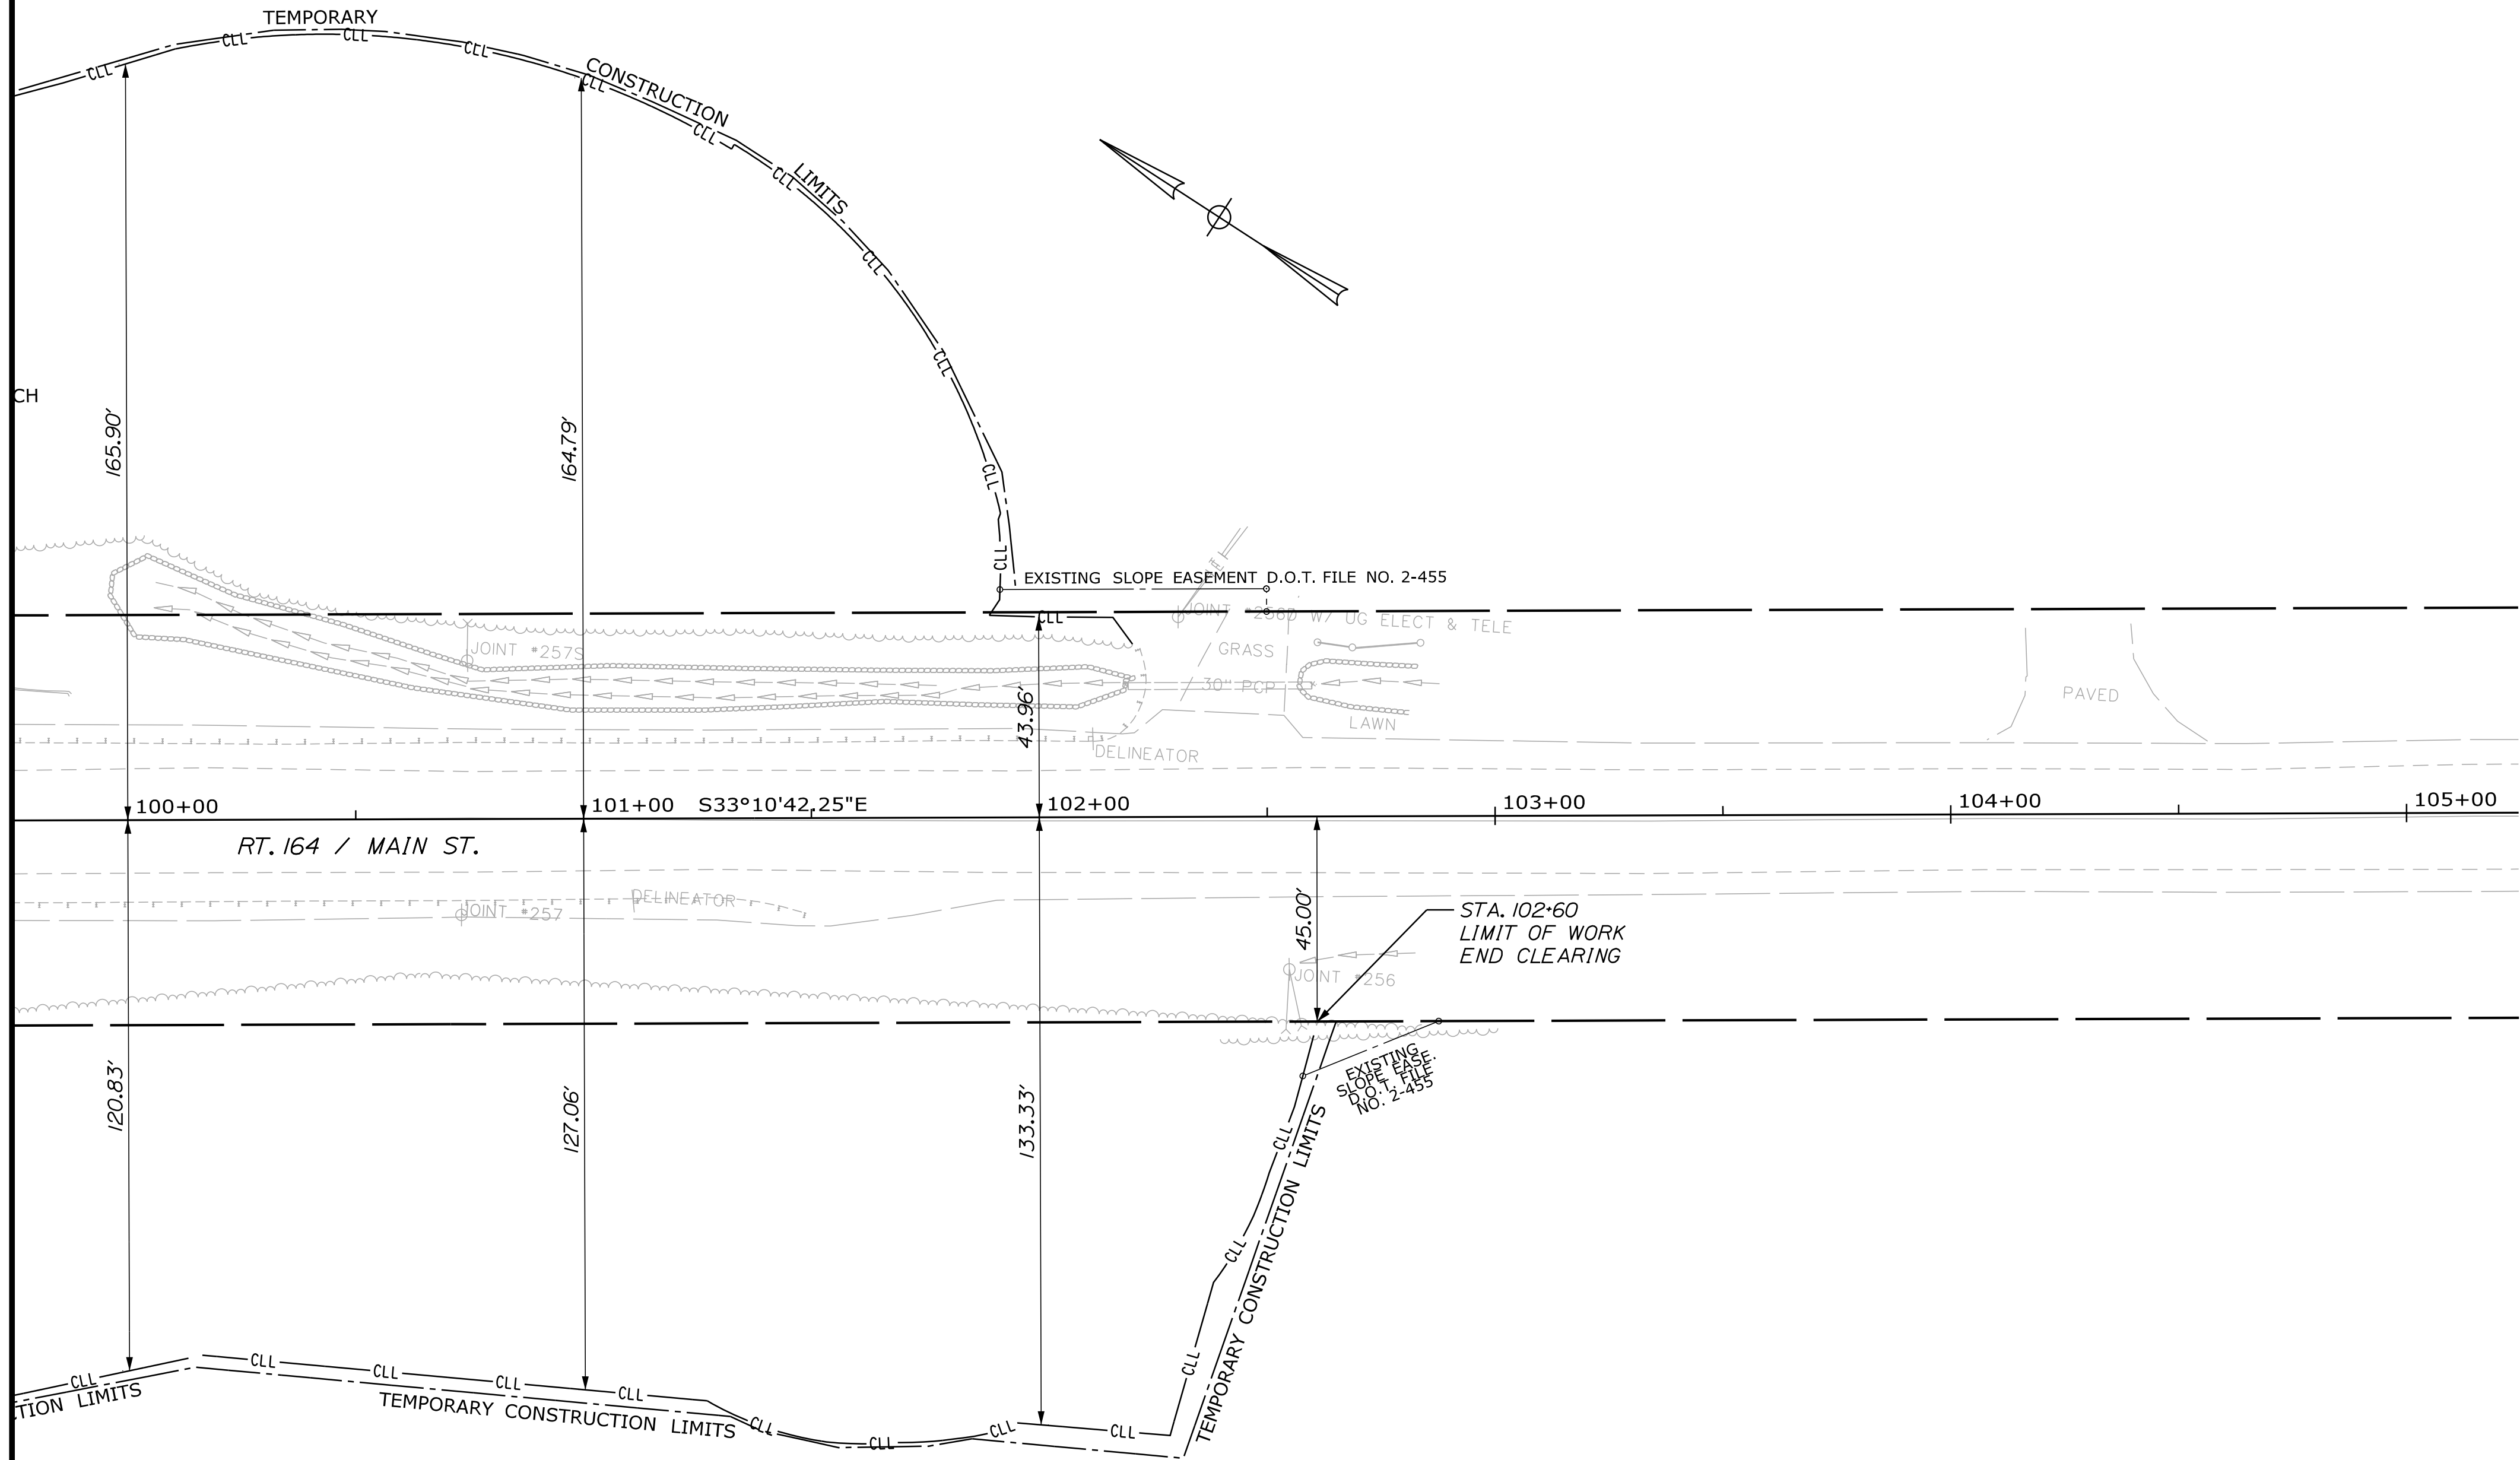 TEMPORARY
CLL
CLL
CLL
CLL
CLL
CONSTRUCTION
CLL
CLL
LIMITS
CLL
CLL
CLL
CLL
CLL
CH
165.90'
164.79'
EXISTING SLOPE EASEMENT D.O.T. FILE NO. 2-455
JOINT #256D W/ UG ELECT & TELE
JOINT #257S
GRASS
30" PCP
LAWN
PAVED
43.96'
DELINEATOR
100+00
101+00
S33°10'42.25"E
102+00
103+00
104+00
105+00
RT. 164 / MAIN ST.
DELINEATOR
JOINT #257
45.00'
STA. 102+60
LIMIT OF WORK
END CLEARING
JOINT #256
EXISTING
SLOPE EASE.
D.O.T. FILE
NO. 2-455
120.83'
127.06'
133.33'
CLL
CLL
CLL
TEMPORARY CONSTRUCTION LIMITS
CLL
CLL
CLL
CLL
CLL
CLL
CLL
CLL
CLL
CTION LIMITS
TEMPORARY CONSTRUCTION LIMITS